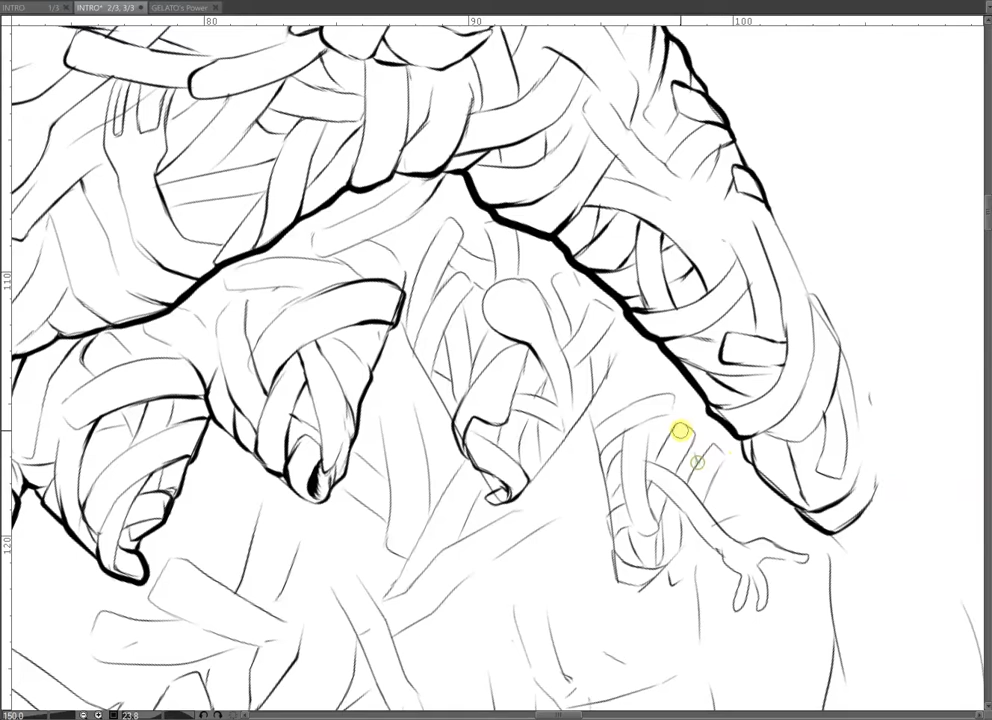 INTRO 1/3 INTRO* 2/3, 3/3 GELATO's Power
80 90 100
110
120
150.0 23.8